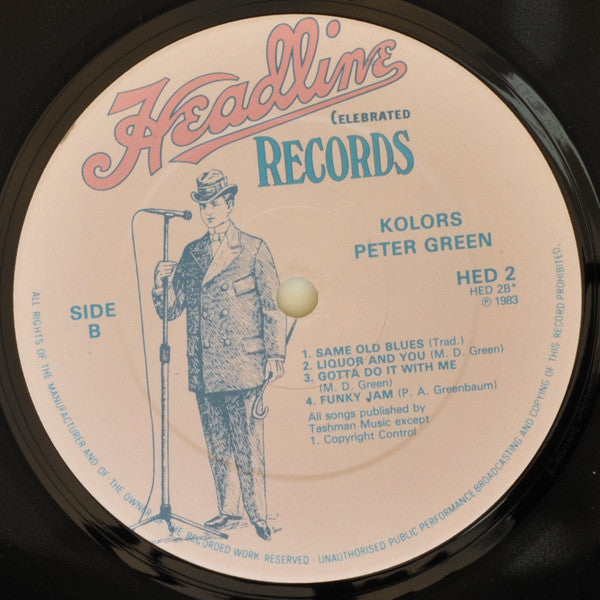 Headline
CELEBRATED
RECORDS
KOLORS
PETER GREEN
HED 2
HED 2B*
℗ 1983
SIDE
B
1. SAME OLD BLUES (Trad.)
2. LIQUOR AND YOU (M. D. Green)
3. GOTTA DO IT WITH ME
(M. D. Green)
4. FUNKY JAM (P. A. Greenbaum)
All songs published by
Tashman Music except
1. Copyright Control
ALL RIGHTS OF THE MANUFACTURER AND OF THE OWNER THE RECORDED WORK RESERVED · UNAUTHORISED PUBLIC PERFORMANCE BROADCASTING AND COPYING OF THIS RECORD PROHIBITED.